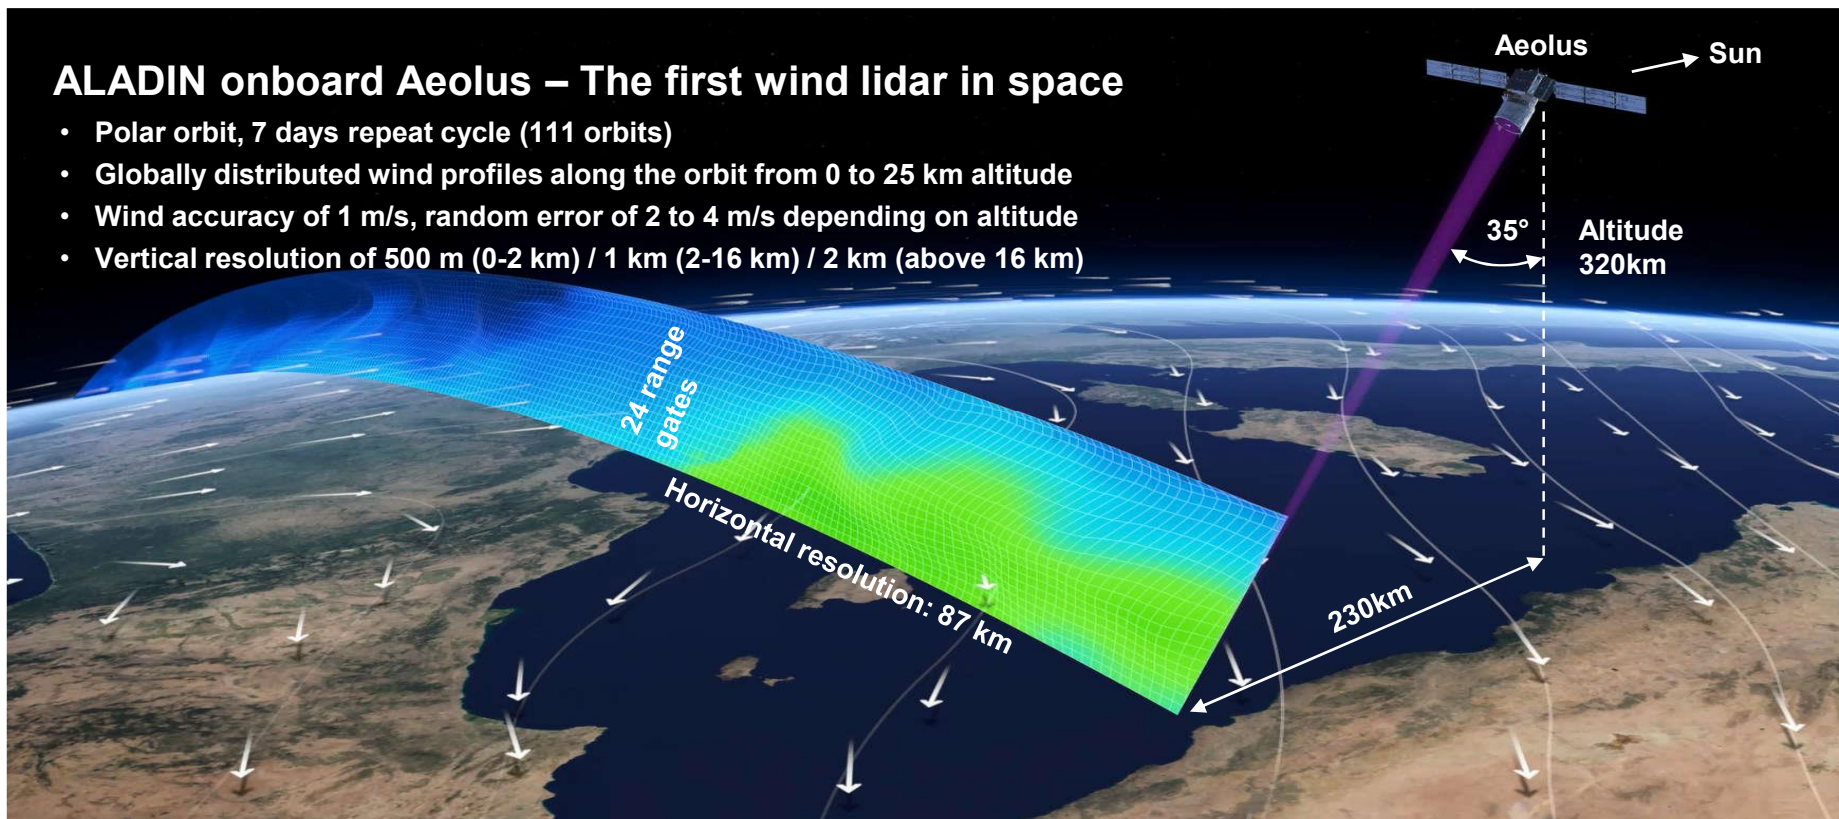 ALADIN onboard Aeolus – The first wind lidar in space
• Polar orbit, 7 days repeat cycle (111 orbits)
• Globally distributed wind profiles along the orbit from 0 to 25 km altitude
• Wind accuracy of 1 m/s, random error of 2 to 4 m/s depending on altitude
• Vertical resolution of 500 m (0-2 km) / 1 km (2-16 km) / 2 km (above 16 km)
Aeolus
Sun
35°
Altitude
320km
24 range
gates
Horizontal resolution: 87 km
230km